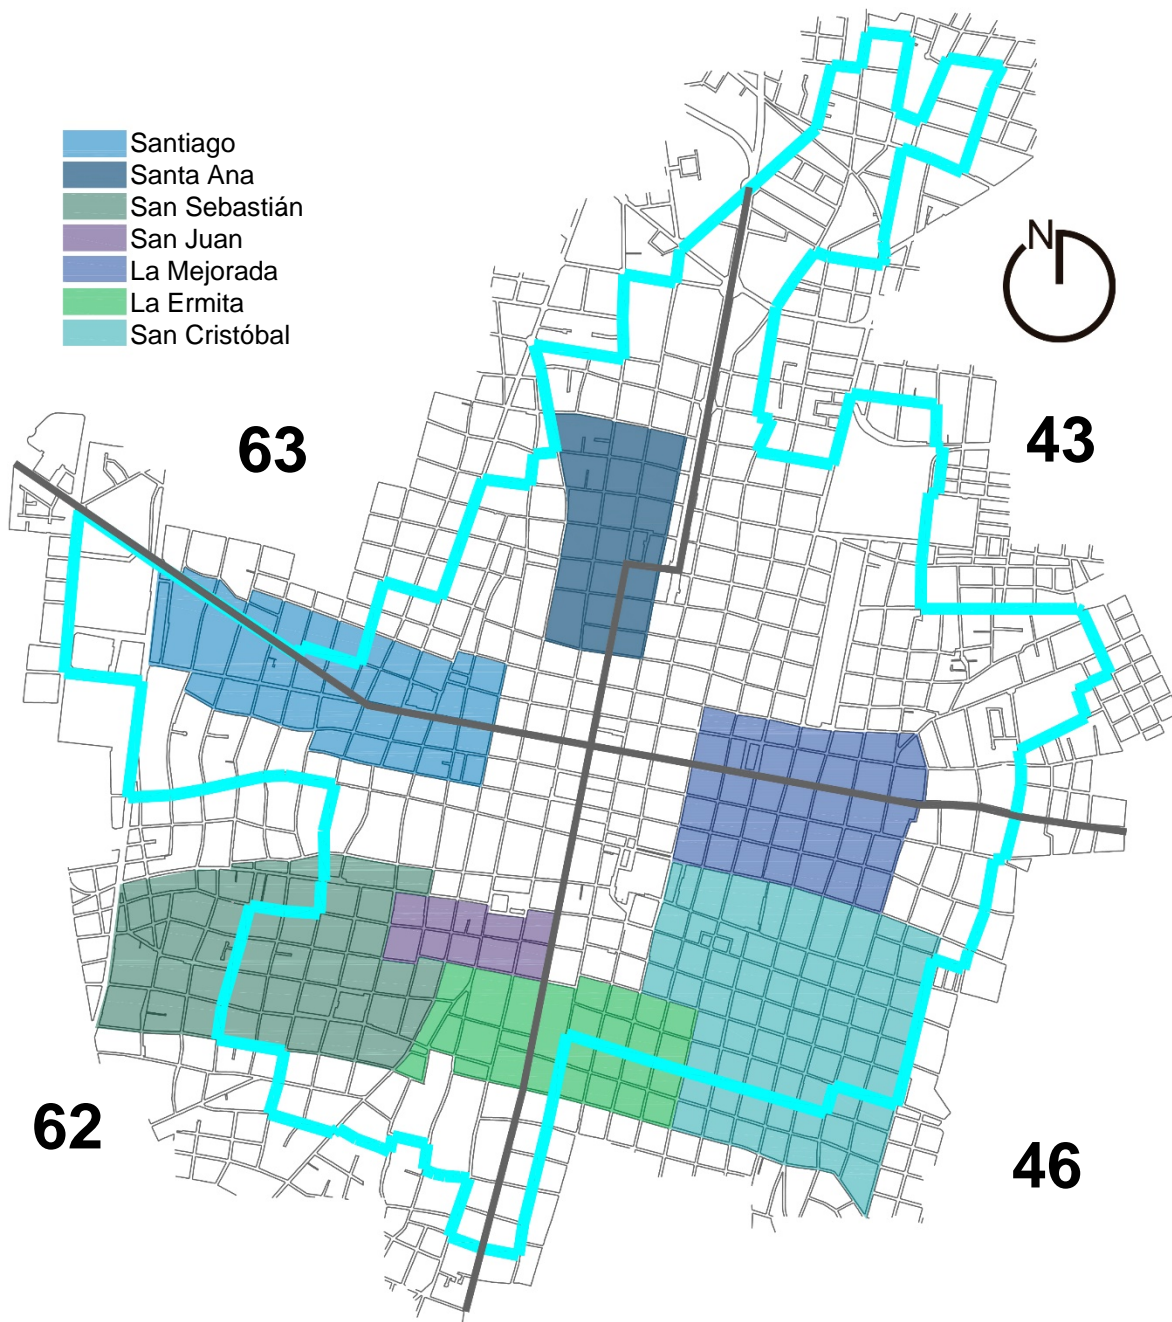 Santiago
Santa Ana
San Sebastián
San Juan
La Mejorada
La Ermita
San Cristóbal
N
63
43
62
46